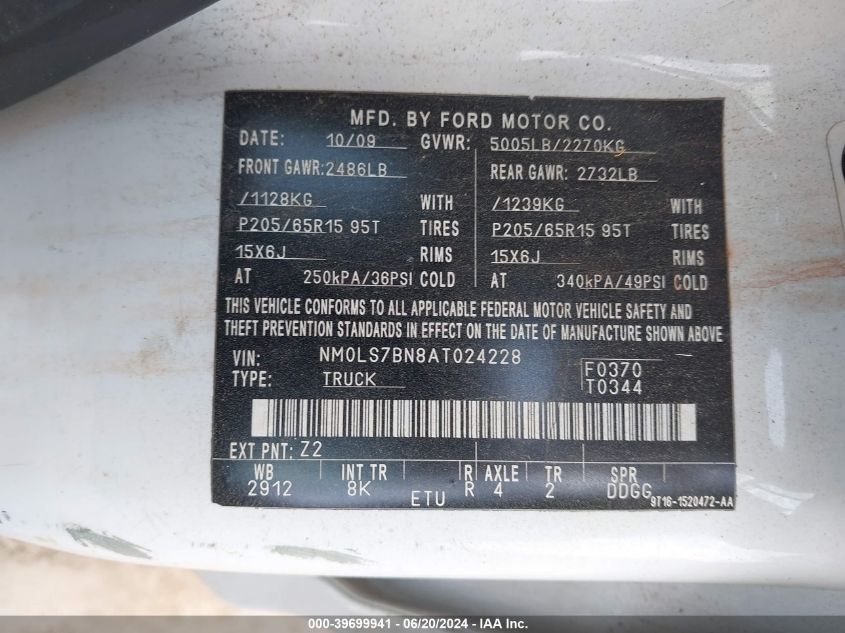 MFD. BY FORD MOTOR CO.
DATE: 10/09 GVWR: 5005LB/2270KG
FRONT GAWR: 2486LB REAR GAWR: 2732LB
/1128KG WITH /1239KG WITH
P205/65R15 95T TIRES P205/65R15 95T TIRES
15X6J RIMS 15X6J RIMS
AT 250kPA/36PSI COLD AT 340kPA/49PSI COLD
THIS VEHICLE CONFORMS TO ALL APPLICABLE FEDERAL MOTOR VEHICLE SAFETY AND
THEFT PREVENTION STANDARDS IN EFFECT ON THE DATE OF MANUFACTURE SHOWN ABOVE
VIN: NM0LS7BN8AT024228 F0370
TYPE: TRUCK T0344
EXT PNT: Z2
WB INT TR R AXLE TR SPR
2912 8K ETU R 4 2 DDGG
9T16-1520472-AA
000-39699941 - 06/20/2024 - IAA Inc.